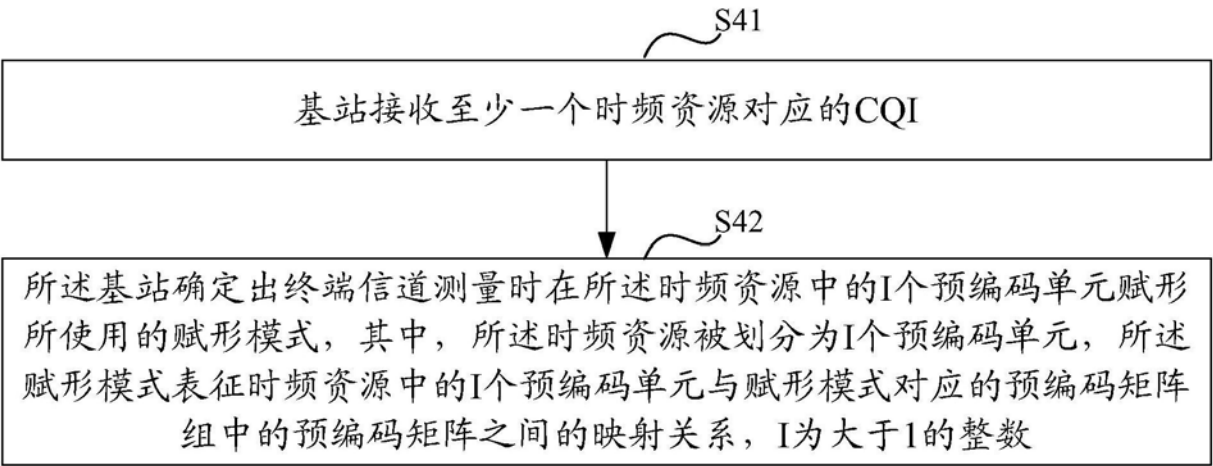 S41
基站接收至少一个时频资源对应的CQI
S42
所述基站确定出终端信道测量时在所述时频资源中的I个预编码单元赋形
所使用的赋形模式，其中，所述时频资源被划分为I个预编码单元，所述
赋形模式表征时频资源中的I个预编码单元与赋形模式对应的预编码矩阵
组中的预编码矩阵之间的映射关系，I为大于1的整数